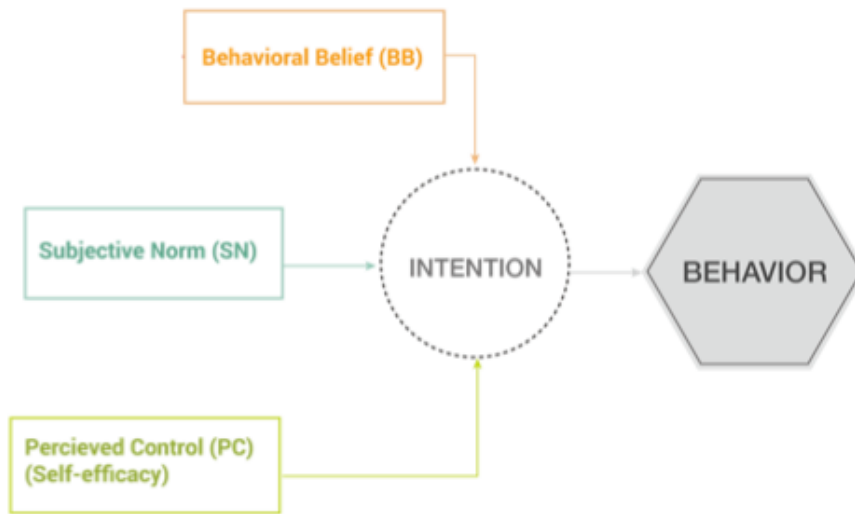 Behavioral Belief (BB)
Subjective Norm (SN)
INTENTION
BEHAVIOR
Percieved Control (PC)
(Self-efficacy)